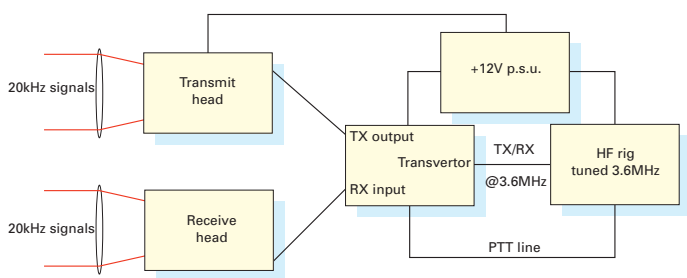 20kHz signals
Transmit
head
+12V p.s.u.
TX output
Transvertor
RX input
TX/RX
@3.6MHz
HF rig
tuned 3.6MHz
20kHz signals
Receive
head
PTT line